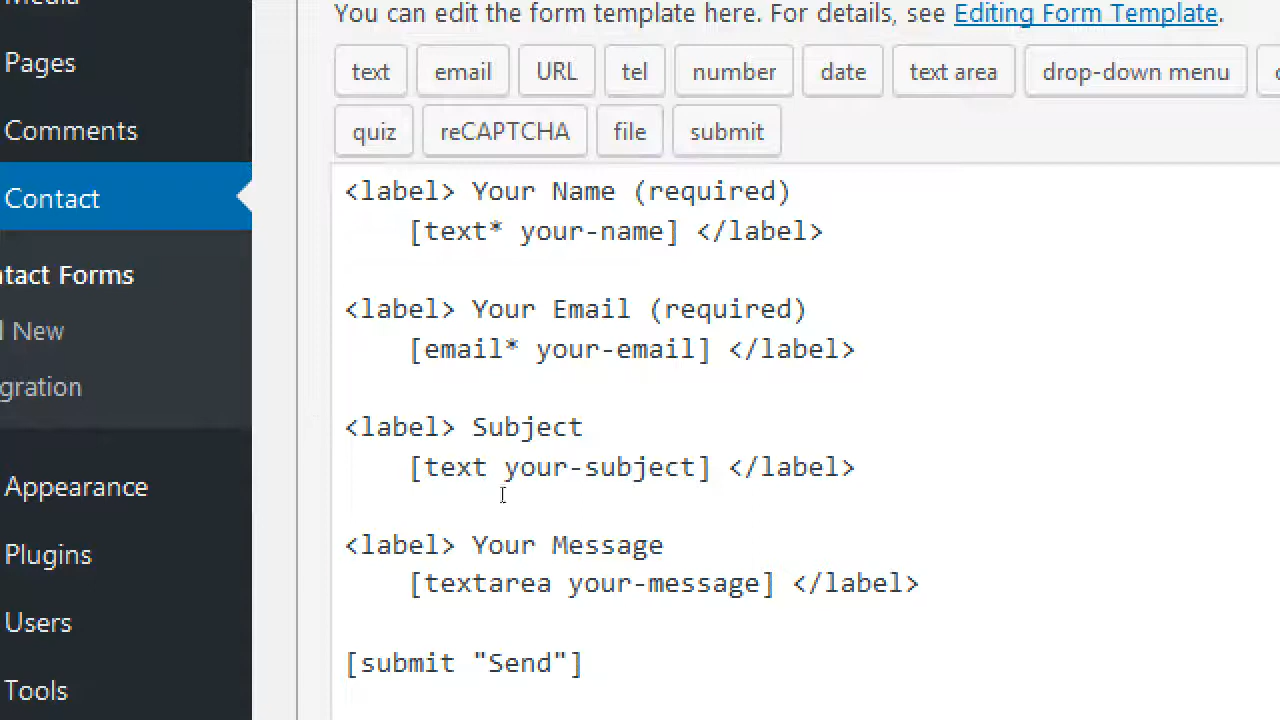 You can edit the form template here. For details, see Editing Form Template.
text email URL tel number date text area drop-down menu
quiz reCAPTCHA file submit
Media
Pages
Comments
Contact
ntact Forms
New
gration
Appearance
Plugins
Users
Tools
<label> Your Name (required)
[text* your-name] </label>
<label> Your Email (required)
[email* your-email] </label>
<label> Subject
[text your-subject] </label>
<label> Your Message
[textarea your-message] </label>
[submit "Send"]